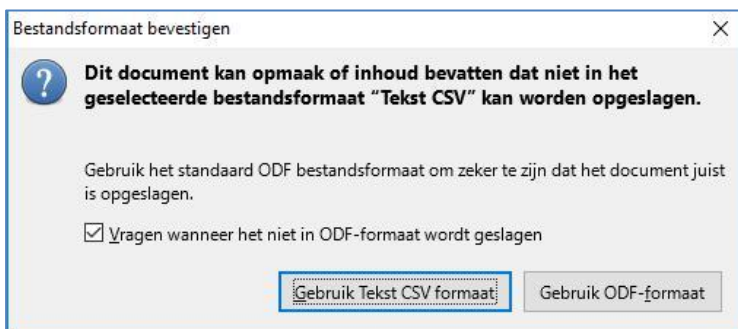 Bestandsformaat bevestigen
Dit document kan opmaak of inhoud bevatten dat niet in het
geselecteerde bestandsformaat “Tekst CSV” kan worden opgeslagen.
Gebruik het standaard ODF bestandsformaat om zeker te zijn dat het document juist
is opgeslagen.
Vragen wanneer het niet in ODF-formaat wordt geslagen
Gebruik Tekst CSV formaat Gebruik ODF-formaat